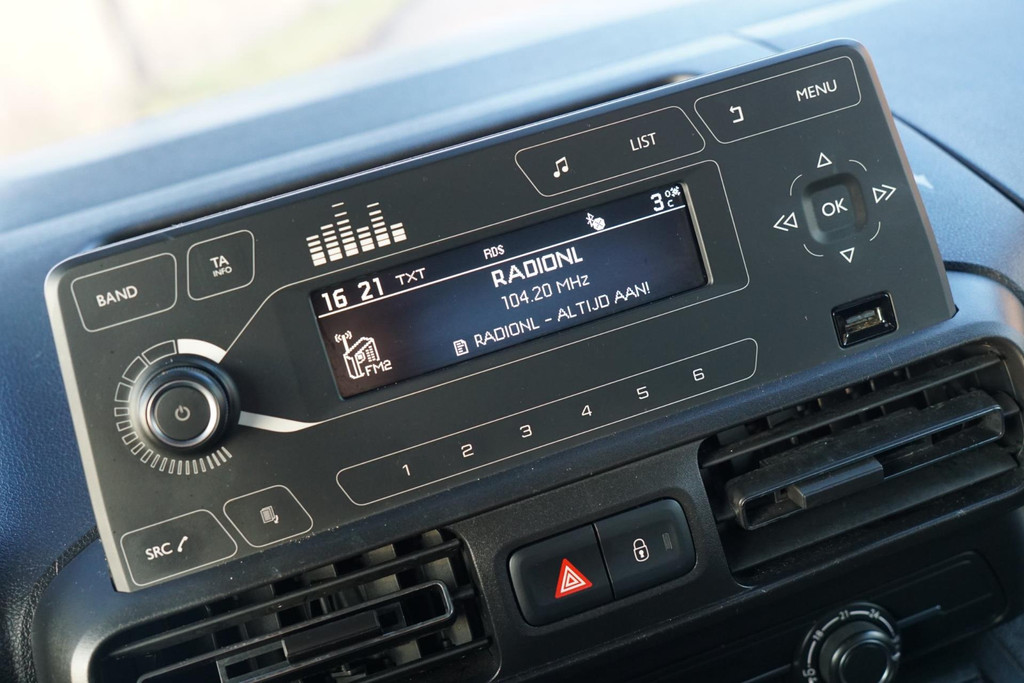 MENU
LIST
OK
TA
INFO
BAND
16 21 TXT RDS 3°C
RADIONL
104.20 MHz
RADIONL - ALTIJD AAN!
FM2
1 2 3 4 5 6
SRC